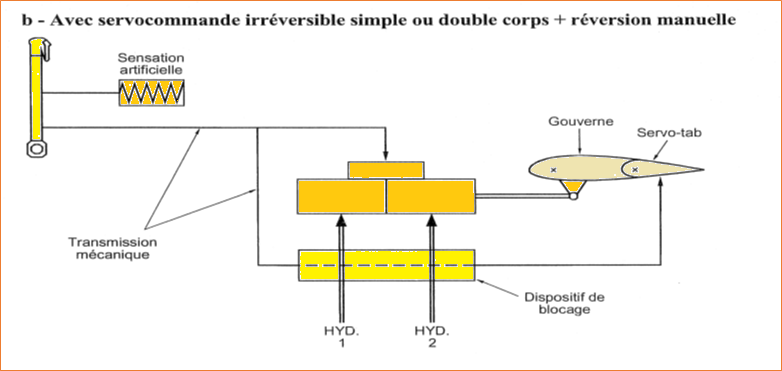 b - Avec servocommande irréversible simple ou double corps + réversion manuelle
Sensation
artificielle
Gouverne
Servo-tab
Transmission
mécanique
Dispositif de
blocage
HYD.
1
HYD.
2